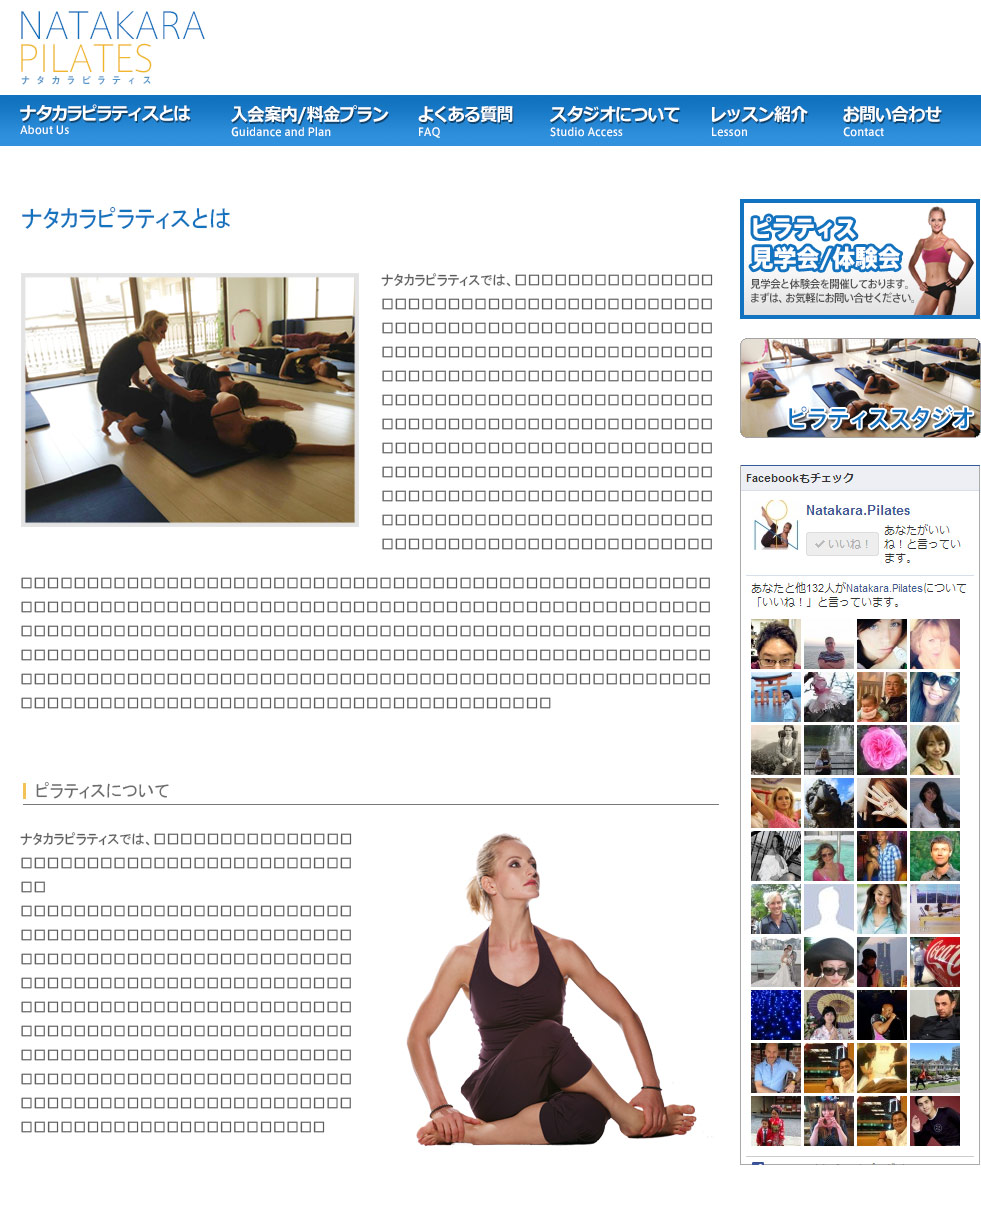 NATAKARA
PILATES
ナタカラピラティス
ナタカラピラティスとは
About Us
入会案内/料金プラン
Guidance and Plan
よくある質問
FAQ
スタジオについて
Studio Access
レッスン紹介
Lesson
お問い合わせ
Contact
ナタカラピラティスとは
ナタカラピラティスでは、
ピラティスについて
ナタカラピラティスでは、
ピラティス
見学会/体験会
見学会と体験会を開催しております。
まずは、お気軽にお問い合せください。
ピラティススタジオ
Facebookもチェック
Natakara.Pilates
いいね！
あなたがいい
ね！と言ってい
ます。
あなたと他132人がNatakara.Pilatesについて
「いいね！」と言っています。
Coca-Cola